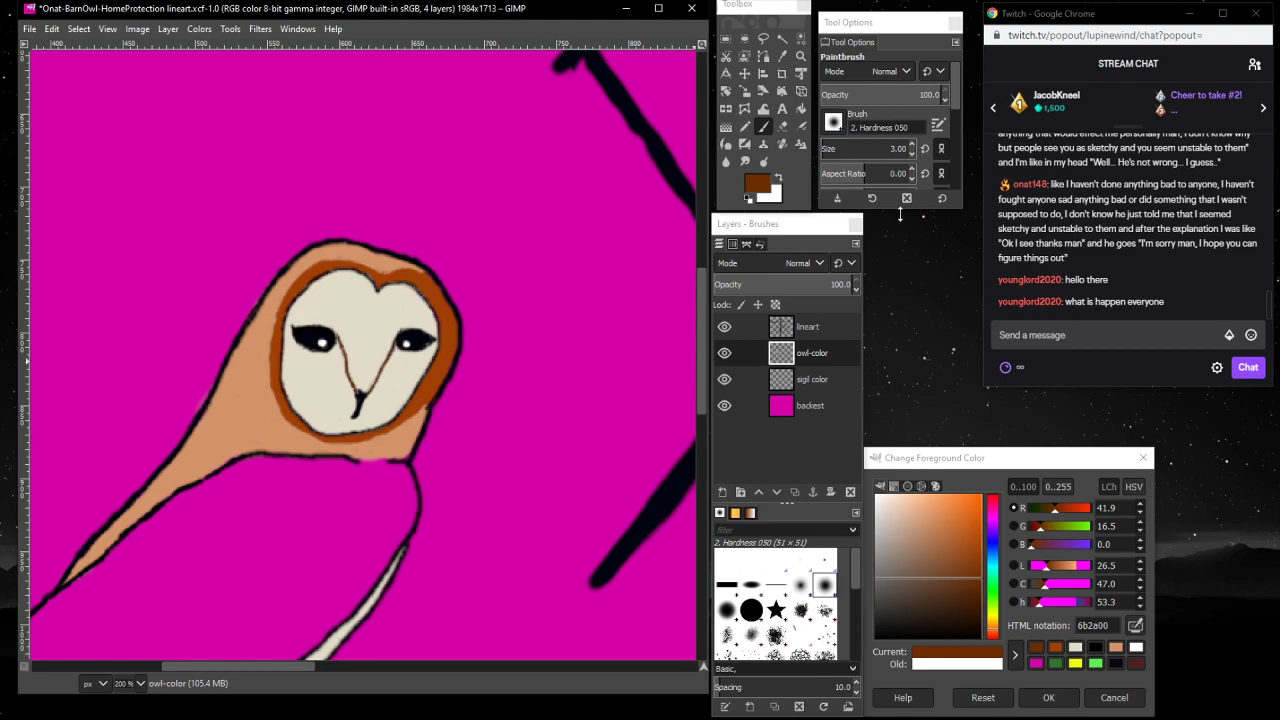 *Onat-BarnOwl-HomeProtection lineart.xcf-1.0 (RGB color 8-bit gamma integer, GIMP built-in sRGB, 4 layers) 1984x1713 – GIMP
File Edit Select View Image Layer Colors Tools Filters Windows Help
400 450 500 550 600 650 700 750 800
px 200 % owl-color (105.4 MB)
Toolbox
Tool Options
Tool Options
Paintbrush
Mode Normal
Opacity 100.0
Brush
2. Hardness 050
Size 3.00
Aspect Ratio 0.00
Layers - Brushes
Mode Normal
Opacity 100.0
Lock:
lineart
owl-color
sigil color
backest
filter
2. Hardness 050 (51 × 51)
Basic,
Spacing 10.0
Twitch - Google Chrome
twitch.tv/popout/lupinewind/chat?popout=
STREAM CHAT
1 JacobKneel
1,500
Cheer to take #2!
...
anything that would effect me personally man, I don't know why
but people see you as sketchy and you seem unstable to them"
and I'm like in my head "Well... He's not wrong... I guess.."
onat148: like I haven't done anything bad to anyone, I haven't
fought anyone sad anything bad or did something that I wasn't
supposed to do, I don't know he just told me that I seemed
sketchy and unstable to them and after the explanation I was like
"Ok I see thanks man" and he goes "I'm sorry man, I hope you can
figure things out"
younglord2020: hello there
younglord2020: what is happen everyone
Send a message
∞ Chat
Change Foreground Color
0..100 0..255 LCh HSV
R 41.9
G 16.5
B 0.0
L 26.5
C 47.0
h 53.3
HTML notation: 6b2a00
Current:
Old:
Help Reset OK Cancel